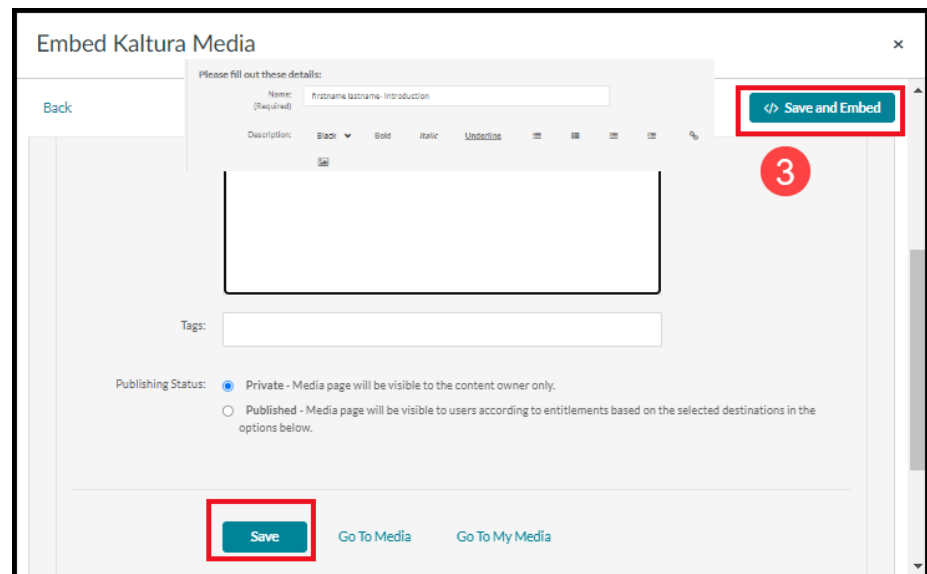 Embed Kaltura Media ×
Please fill out these details:
Name: firstname lastname- Introduction
(Required)
Back
</> Save and Embed
Description: Black Bold Italic Underline
3
Tags:
Publishing Status: Private - Media page will be visible to the content owner only.
Published - Media page will be visible to users according to entitlements based on the selected destinations in the
options below.
Save Go To Media Go To My Media